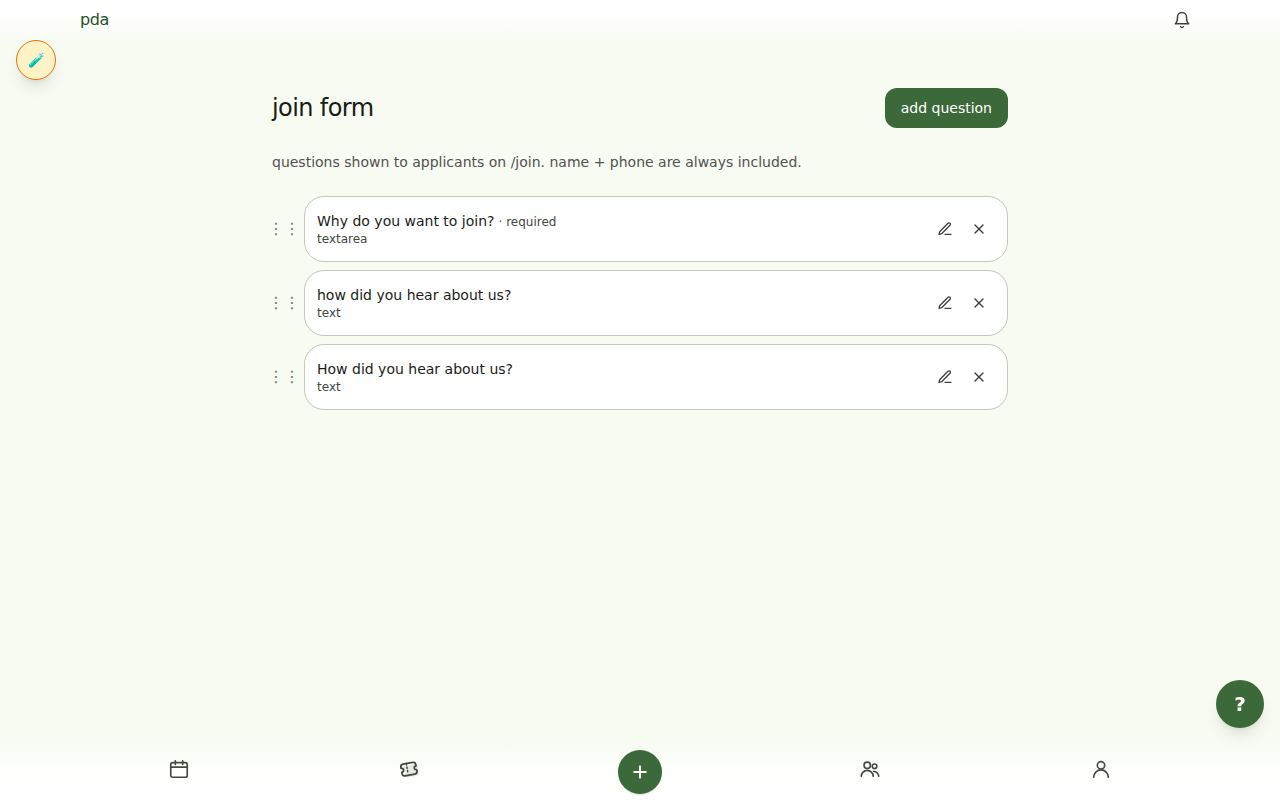 pda
join form
add question
questions shown to applicants on /join. name + phone are always included.
Why do you want to join? · required
textarea
how did you hear about us?
text
How did you hear about us?
text
?